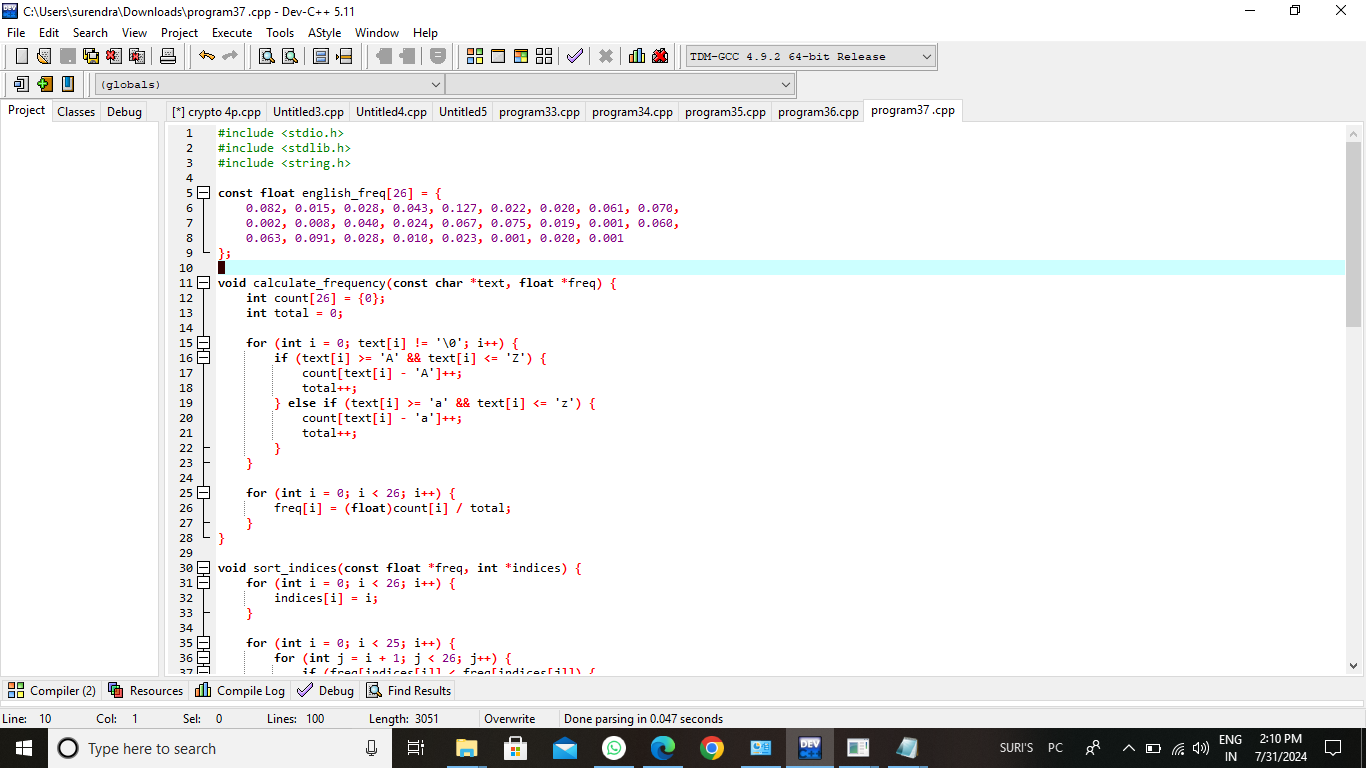 C:\Users\surendra\Downloads\program37 .cpp - Dev-C++ 5.11
File Edit Search View Project Execute Tools AStyle Window Help
TDM-GCC 4.9.2 64-bit Release
(globals)
Project Classes Debug
[*] crypto 4p.cpp Untitled3.cpp Untitled4.cpp Untitled5 program33.cpp program34.cpp program35.cpp program36.cpp program37 .cpp
1 #include <stdio.h>
2 #include <stdlib.h>
3 #include <string.h>
4
5 const float english_freq[26] = {
6 0.082, 0.015, 0.028, 0.043, 0.127, 0.022, 0.020, 0.061, 0.070,
7 0.002, 0.008, 0.040, 0.024, 0.067, 0.075, 0.019, 0.001, 0.060,
8 0.063, 0.091, 0.028, 0.010, 0.023, 0.001, 0.020, 0.001
9 };
10
11 void calculate_frequency(const char *text, float *freq) {
12 int count[26] = {0};
13 int total = 0;
14
15 for (int i = 0; text[i] != '\0'; i++) {
16 if (text[i] >= 'A' && text[i] <= 'Z') {
17 count[text[i] - 'A']++;
18 total++;
19 } else if (text[i] >= 'a' && text[i] <= 'z') {
20 count[text[i] - 'a']++;
21 total++;
22 }
23 }
24
25 for (int i = 0; i < 26; i++) {
26 freq[i] = (float)count[i] / total;
27 }
28 }
29
30 void sort_indices(const float *freq, int *indices) {
31 for (int i = 0; i < 26; i++) {
32 indices[i] = i;
33 }
34
35 for (int i = 0; i < 25; i++) {
36 for (int j = i + 1; j < 26; j++) {
37 if (freq[indices[i]] < freq[indices[j]]) {
Compiler (2) Resources Compile Log Debug Find Results
Line: 10 Col: 1 Sel: 0 Lines: 100 Length: 3051 Overwrite Done parsing in 0.047 seconds
Type here to search
DEV
SURI'S PC
ENG
IN
2:10 PM
7/31/2024